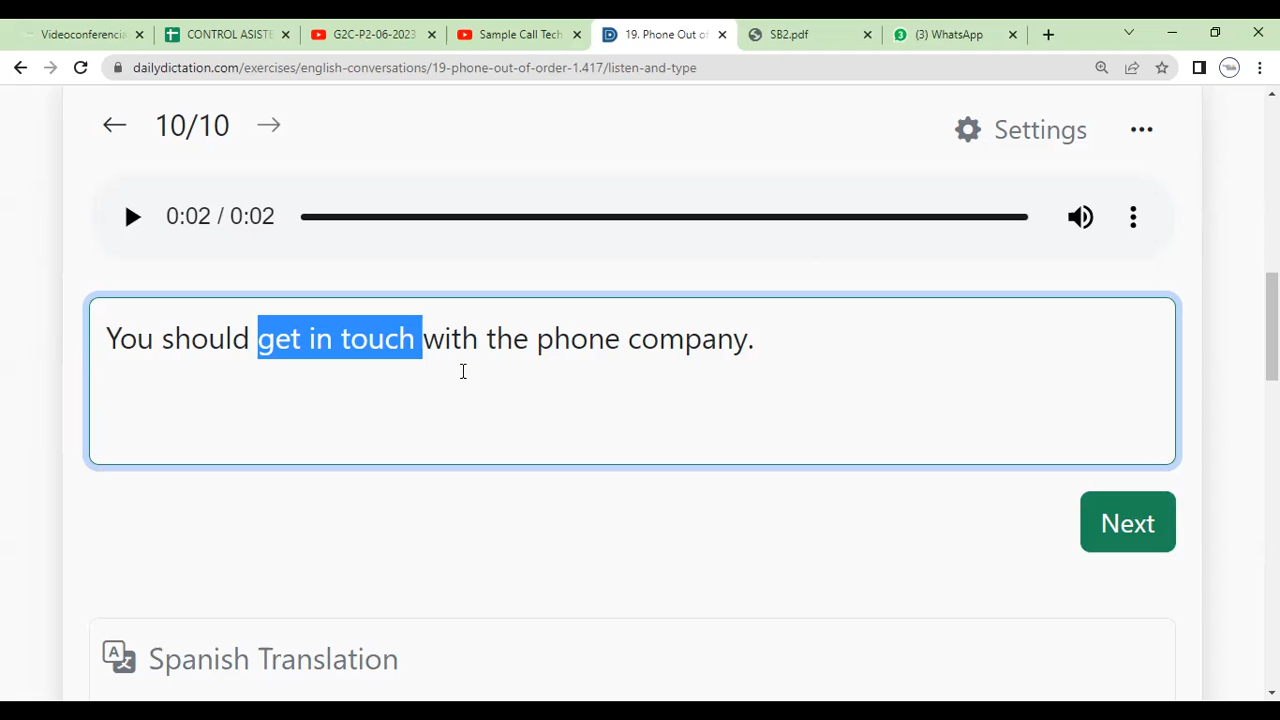 Videoconferencia
CONTROL ASISTE
G2C-P2-06-2023
Sample Call Tech
19. Phone Out of
SB2.pdf
(3) WhatsApp
dailydictation.com/exercises/english-conversations/19-phone-out-of-order-1.417/listen-and-type
10/10
Settings
0:02 / 0:02
You should get in touch with the phone company.
Next
Spanish Translation